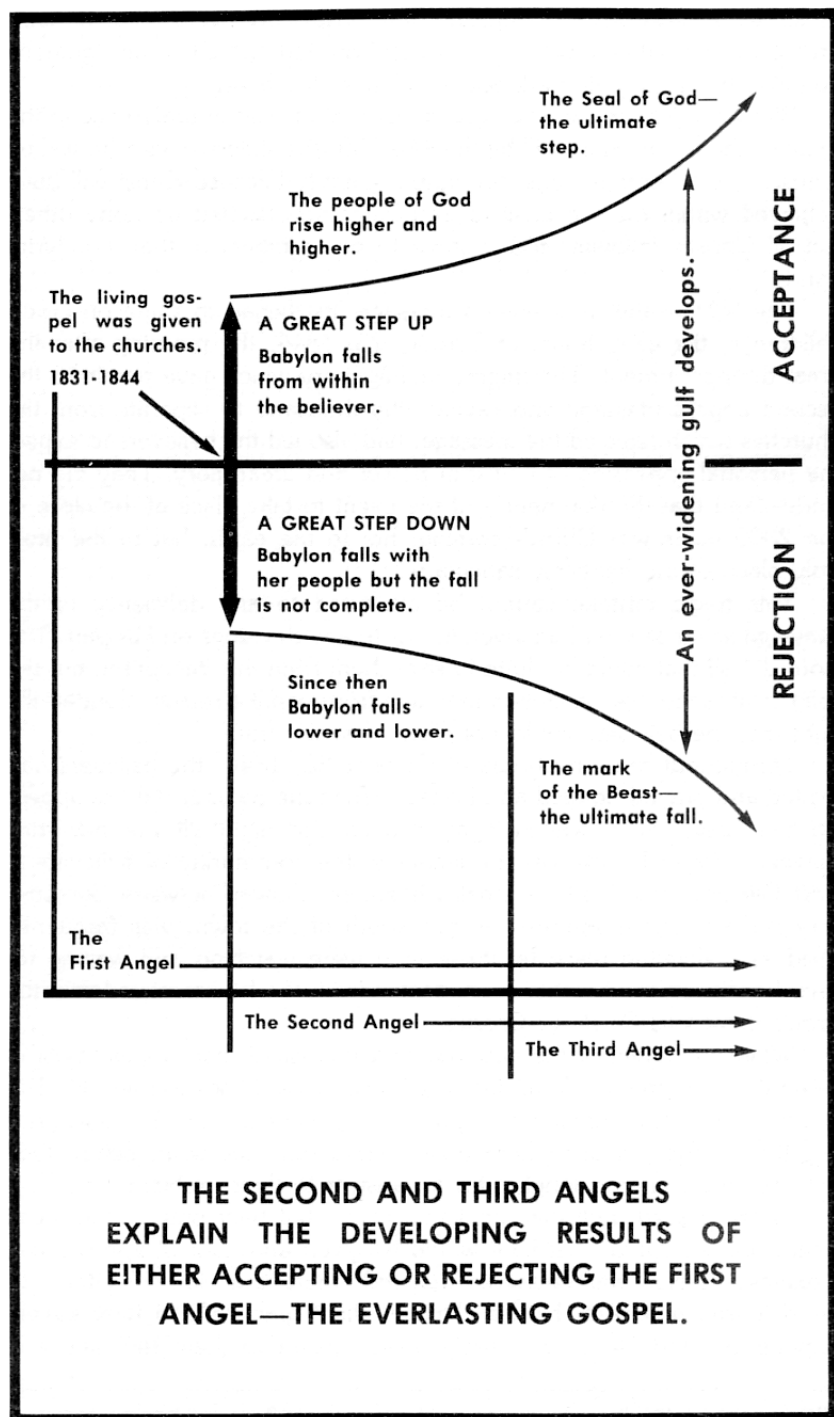 The Seal of God—
the ultimate
step.
The people of God
rise higher and
higher.
The living gos-
pel was given
to the churches.
1831-1844
A GREAT STEP UP
Babylon falls
from within
the believer.
ACCEPTANCE
An ever-widening gulf develops.
A GREAT STEP DOWN
Babylon falls with
her people but the fall
is not complete.
REJECTION
Since then
Babylon falls
lower and lower.
The mark
of the Beast—
the ultimate fall.
The
First Angel
The Second Angel
The Third Angel
THE SECOND AND THIRD ANGELS
EXPLAIN THE DEVELOPING RESULTS OF
EITHER ACCEPTING OR REJECTING THE FIRST
ANGEL—THE EVERLASTING GOSPEL.